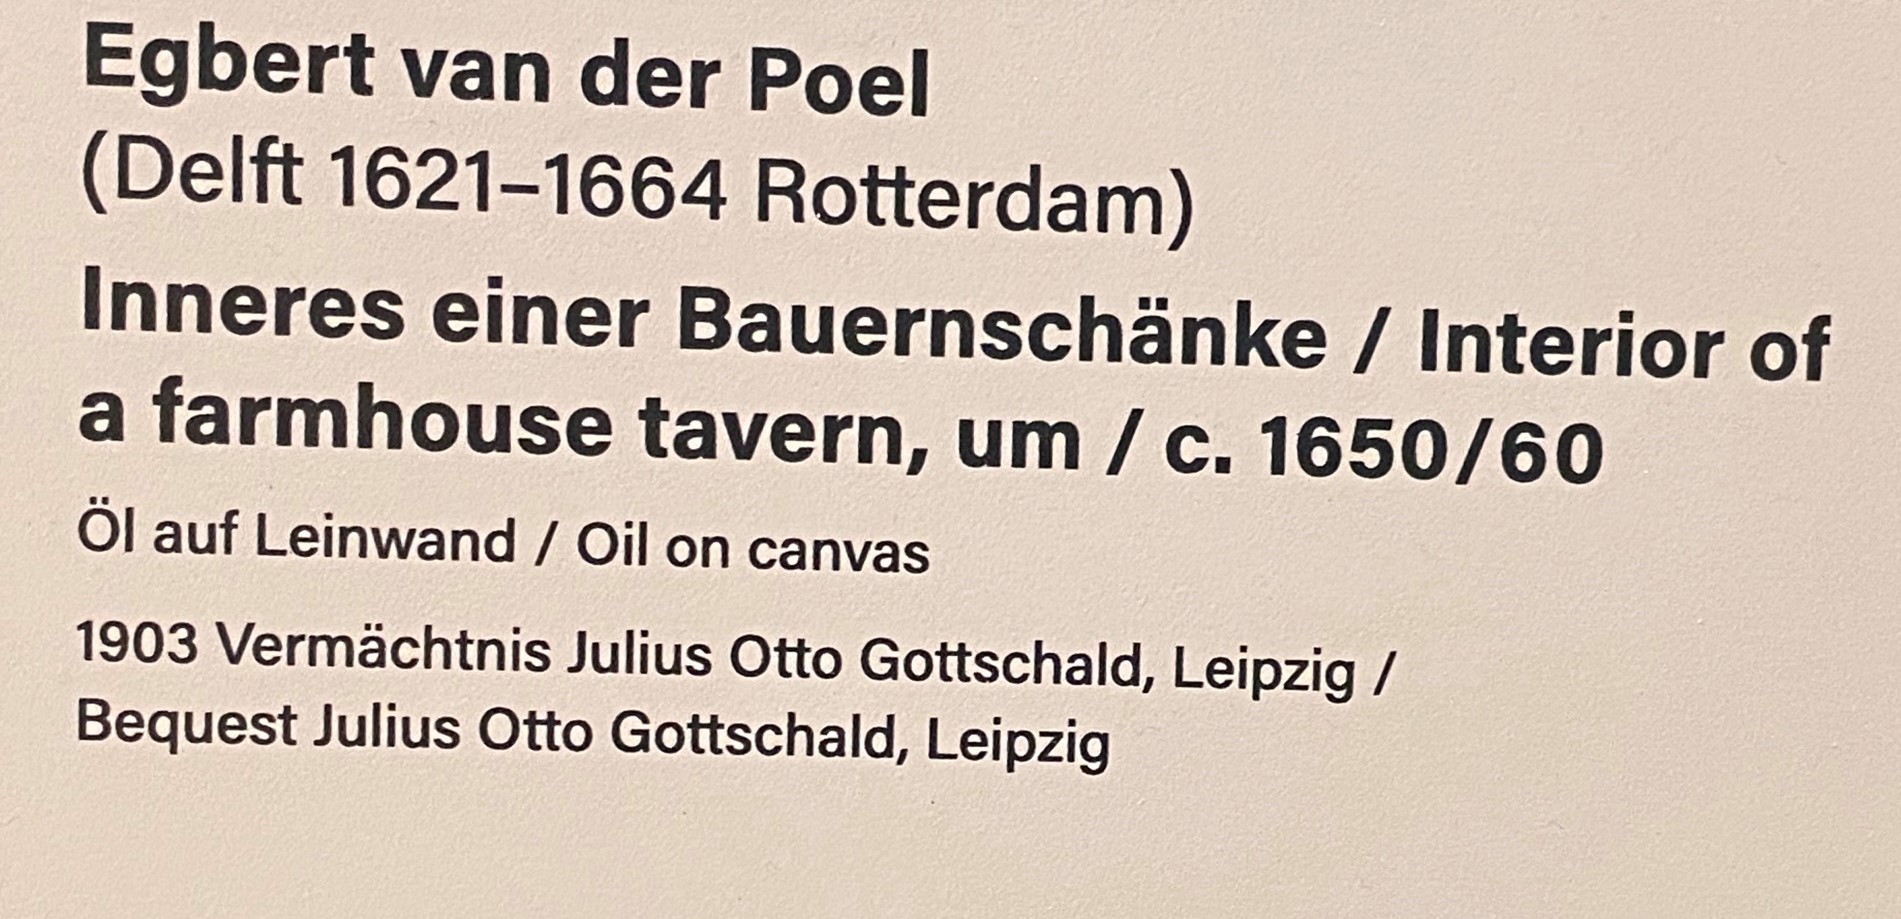 Egbert van der Poel
(Delft 1621–1664 Rotterdam)
Inneres einer Bauernschänke / Interior of
a farmhouse tavern, um / c. 1650/60
Öl auf Leinwand / Oil on canvas
1903 Vermächtnis Julius Otto Gottschald, Leipzig /
Bequest Julius Otto Gottschald, Leipzig